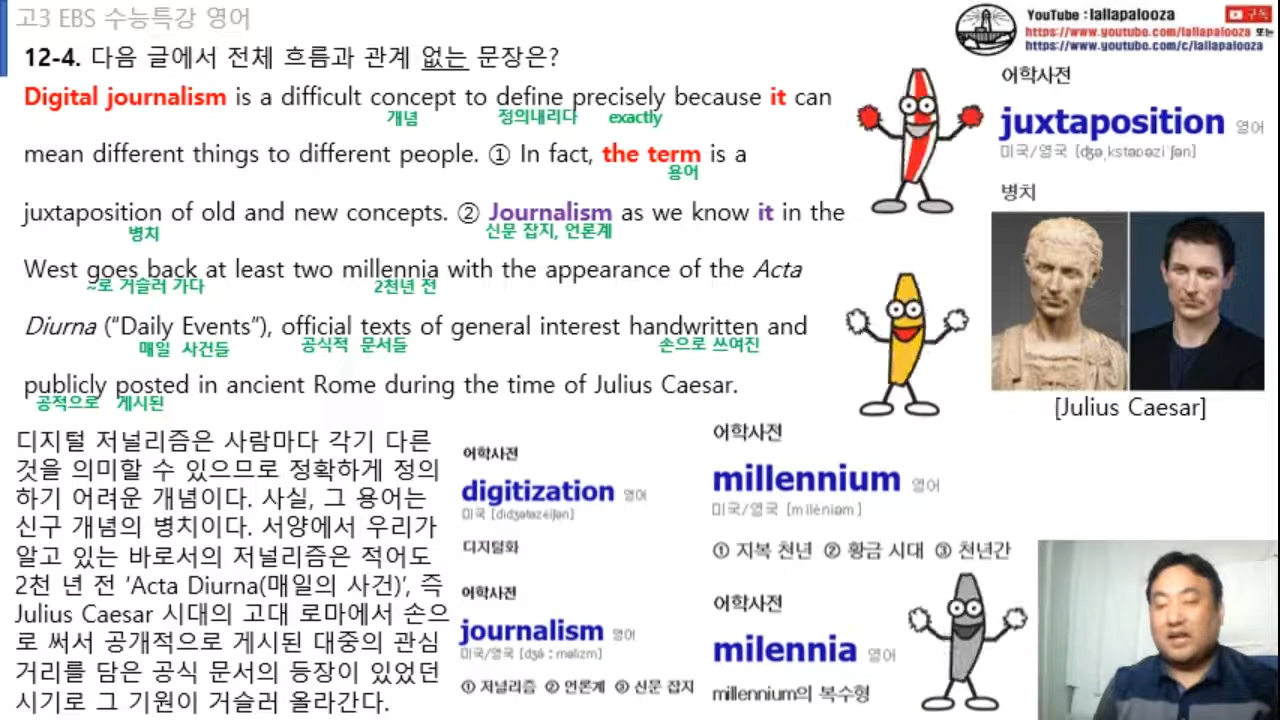 고3 EBS 수능특강 영어
YouTube : lallapalooza
구독
https://www.youtube.com/lallapalooza 또는
https://www.youtube.com/c/lallapalooza
12-4. 다음 글에서 전체 흐름과 관계 없는 문장은?
Digital journalism is a difficult concept to define precisely because it can
개념 정의내리다 exactly
mean different things to different people. ① In fact, the term is a
용어
juxtaposition of old and new concepts. ② Journalism as we know it in the
병치 신문 잡지, 언론계
West goes back at least two millennia with the appearance of the Acta
~로 거슬러 가다 2천년 전
Diurna (“Daily Events”), official texts of general interest handwritten and
매일 사건들 공식적 문서들 손으로 쓰여진
publicly posted in ancient Rome during the time of Julius Caesar.
공적으로 게시된
디지털 저널리즘은 사람마다 각기 다른
것을 의미할 수 있으므로 정확하게 정의
하기 어려운 개념이다. 사실, 그 용어는
신구 개념의 병치이다. 서양에서 우리가
알고 있는 바로서의 저널리즘은 적어도
2천 년 전 ‘Acta Diurna(매일의 사건)’, 즉
Julius Caesar 시대의 고대 로마에서 손으
로 써서 공개적으로 게시된 대중의 관심
거리를 담은 공식 문서의 등장이 있었던
시기로 그 기원이 거슬러 올라간다.
어학사전
digitization 영어
미국
디지털화
어학사전
journalism 영어
미국/영국
① 저널리즘 ② 언론계 ③ 신문 잡지
어학사전
juxtaposition 영어
미국/영국
병치
[Julius Caesar]
어학사전
millennium 영어
미국/영국
① 지복 천년 ② 황금 시대 ③ 천년간
어학사전
milennia 영어
millennium의 복수형